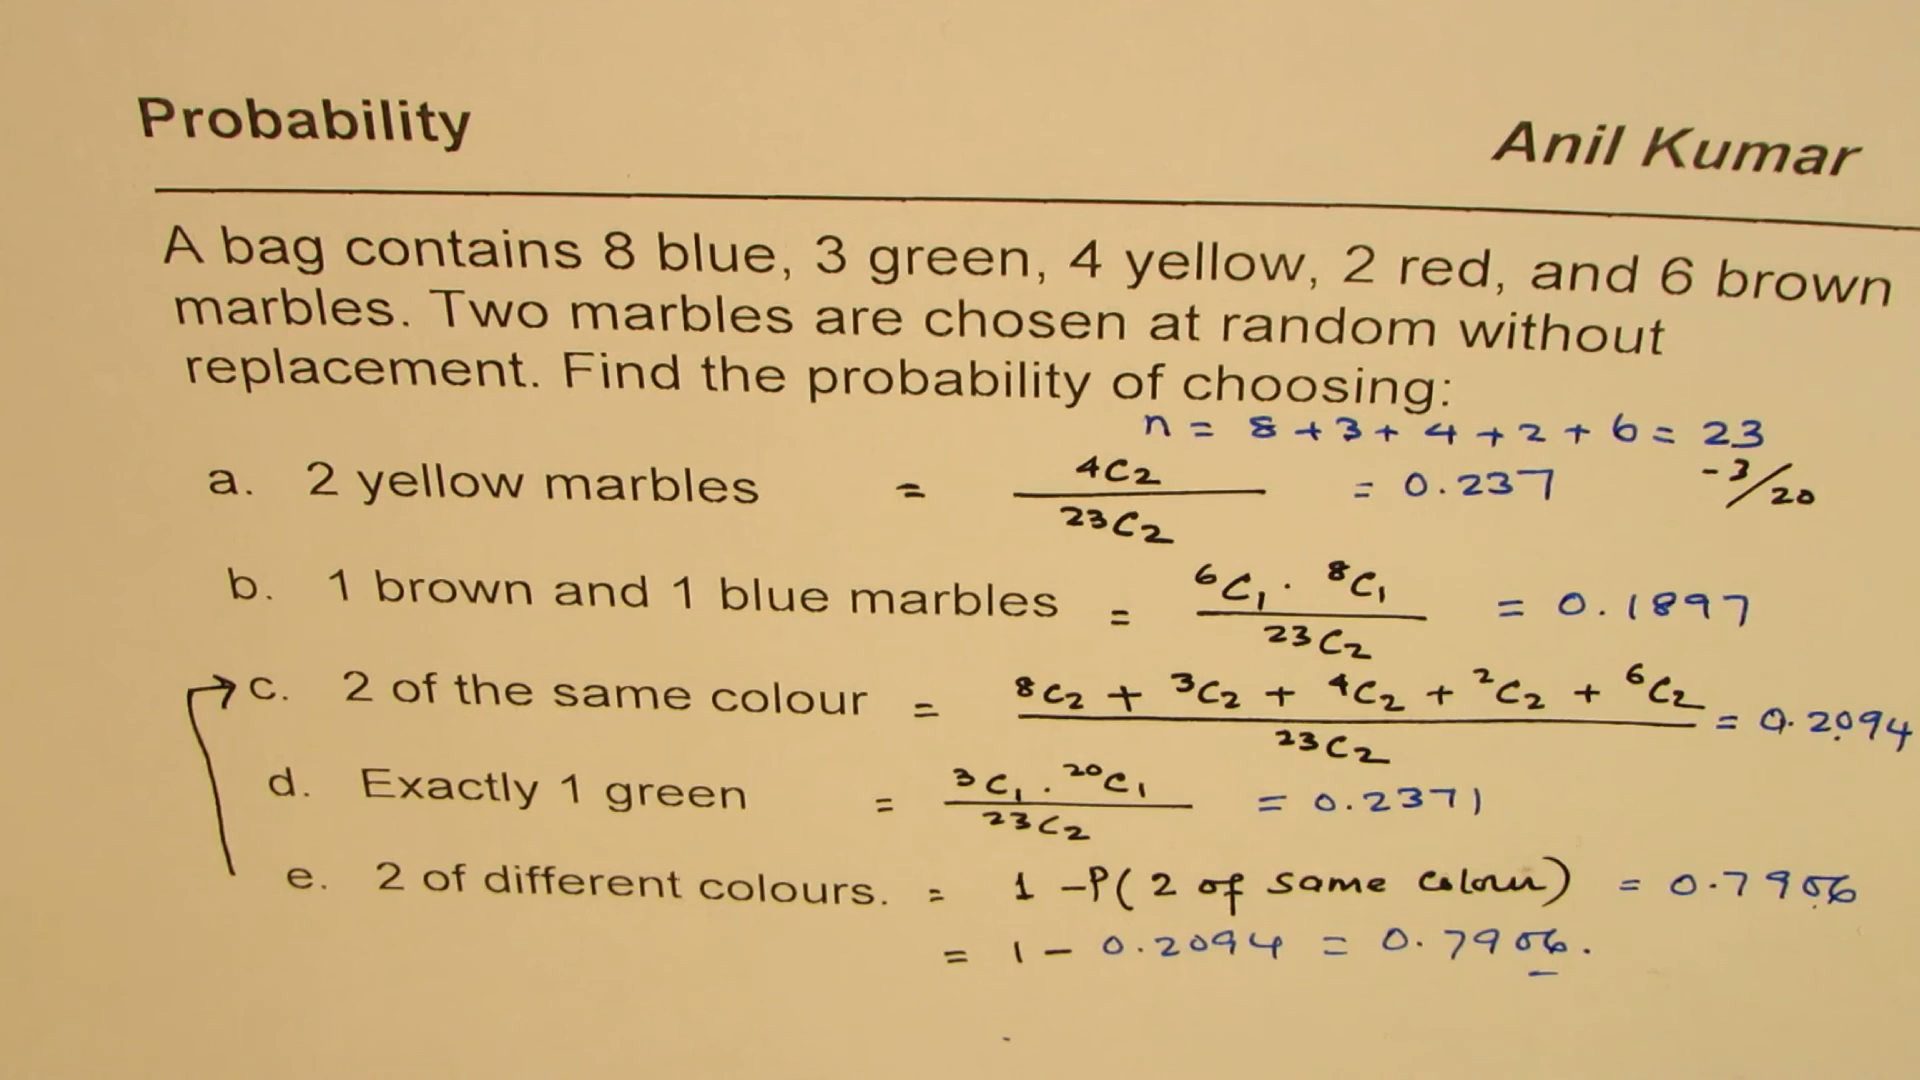 Probability
Anil Kumar
A bag contains 8 blue, 3 green, 4 yellow, 2 red, and 6 brown
marbles. Two marbles are chosen at random without
replacement. Find the probability of choosing:
n = 8 + 3 + 4 + 2 + 6 = 23
-3/20
a. 2 yellow marbles = 4C2 / 23C2 = 0.237
b. 1 brown and 1 blue marbles = 6C1 · 8C1 / 23C2 = 0.1897
c. 2 of the same colour = 8C2 + 3C2 + 4C2 + 2C2 + 6C2 / 23C2 = 0.2094
d. Exactly 1 green = 3C1 · 20C1 / 23C2 = 0.2371
e. 2 of different colours. = 1 - P(2 of same colour) = 0.7906
= 1 - 0.2094 = 0.7906.